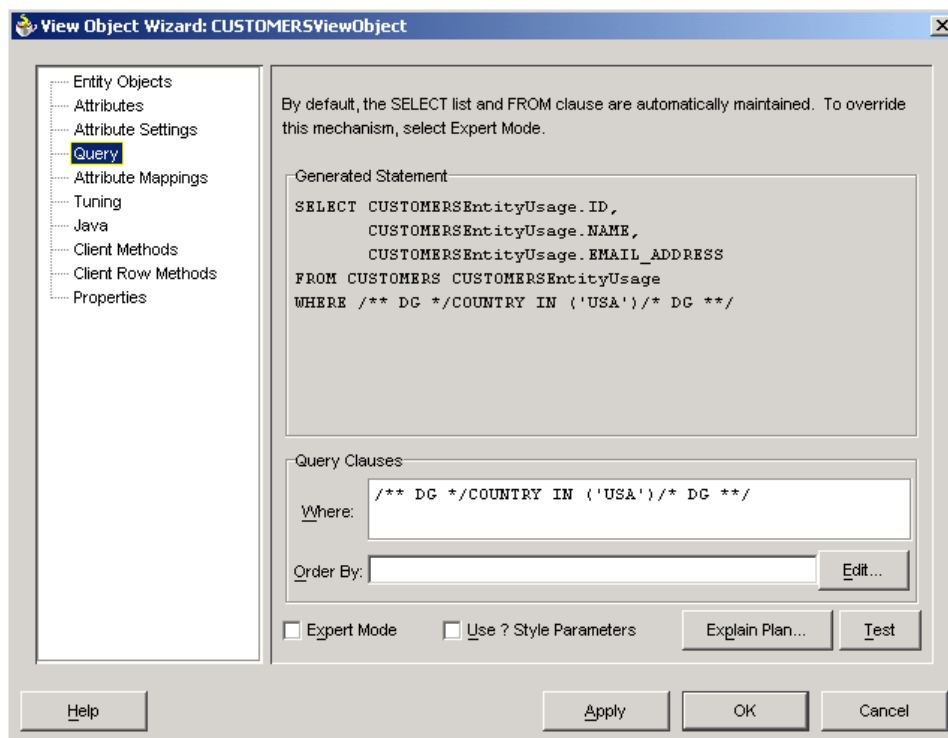 View Object Wizard: CUSTOMERSViewObject
Entity Objects
Attributes
Attribute Settings
Query
Attribute Mappings
Tuning
Java
Client Methods
Client Row Methods
Properties
By default, the SELECT list and FROM clause are automatically maintained. To override
this mechanism, select Expert Mode.
Generated Statement
SELECT CUSTOMERSEntityUsage.ID,
CUSTOMERSEntityUsage.NAME,
CUSTOMERSEntityUsage.EMAIL_ADDRESS
FROM CUSTOMERS CUSTOMERSEntityUsage
WHERE /** DG */COUNTRY IN ('USA')/* DG **/
Query Clauses
Where:
/** DG */COUNTRY IN ('USA')/* DG **/
Order By:
Edit...
Expert Mode
Use ? Style Parameters
Explain Plan...
Test
Help
Apply
OK
Cancel